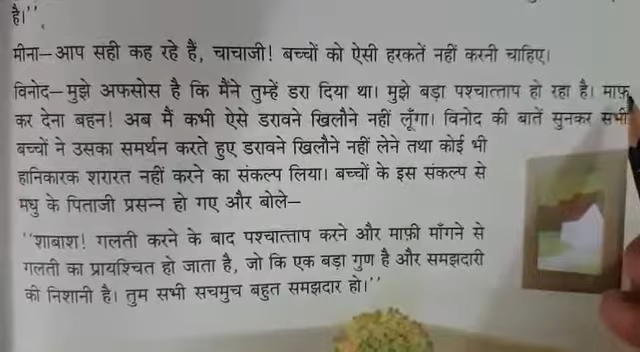 है।''
मीना—आप सही कह रहे हैं, चाचाजी! बच्चों को ऐसी हरकतें नहीं करनी चाहिए।
विनोद—मुझे अफसोस है कि मैंने तुम्हें डरा दिया था। मुझे बड़ा पश्चात्ताप हो रहा है। माफ़
कर देना बहन! अब मैं कभी ऐसे डरावने खिलौने नहीं लूँगा। विनोद की बातें सुनकर सभी
बच्चों ने उसका समर्थन करते हुए डरावने खिलौने नहीं लेने तथा कोई भी
हानिकारक शरारत नहीं करने का संकल्प लिया। बच्चों के इस संकल्प से
मधु के पिताजी प्रसन्न हो गए और बोले—
''शाबाश! गलती करने के बाद पश्चात्ताप करने और माफ़ी माँगने से
गलती का प्रायश्चित हो जाता है, जो कि एक बड़ा गुण है और समझदारी
की निशानी है। तुम सभी सचमुच बहुत समझदार हो।''